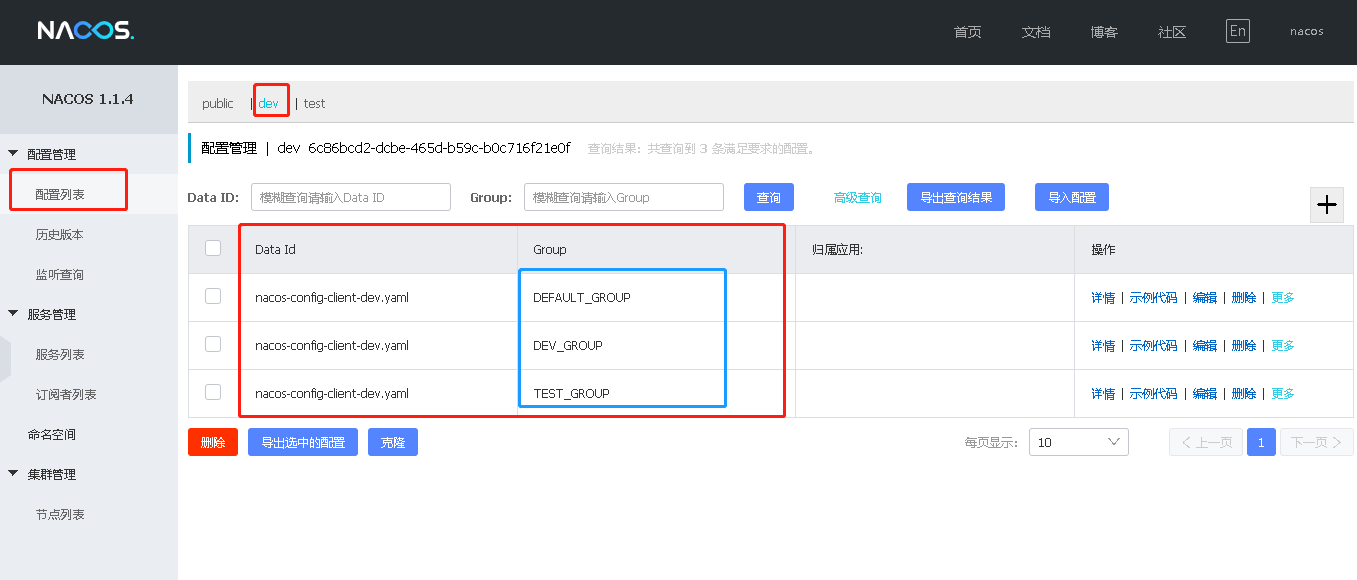 NACOS.
首页 文档 博客 社区 En nacos
NACOS 1.1.4
配置管理
配置列表
历史版本
监听查询
服务管理
服务列表
订阅者列表
命名空间
集群管理
节点列表
public | dev | test
配置管理 | dev 6c86bcd2-dcbe-465d-b59c-b0c716f21e0f 查询结果：共查询到 3 条满足要求的配置。
Data ID: 模糊查询请输入Data ID Group: 模糊查询请输入Group 查询 高级查询 导出查询结果 导入配置 +
Data Id Group 归属应用: 操作
nacos-config-client-dev.yaml DEFAULT_GROUP 详情 | 示例代码 | 编辑 | 删除 | 更多
nacos-config-client-dev.yaml DEV_GROUP 详情 | 示例代码 | 编辑 | 删除 | 更多
nacos-config-client-dev.yaml TEST_GROUP 详情 | 示例代码 | 编辑 | 删除 | 更多
删除 导出选中的配置 克隆 每页显示: 10 上一页 1 下一页